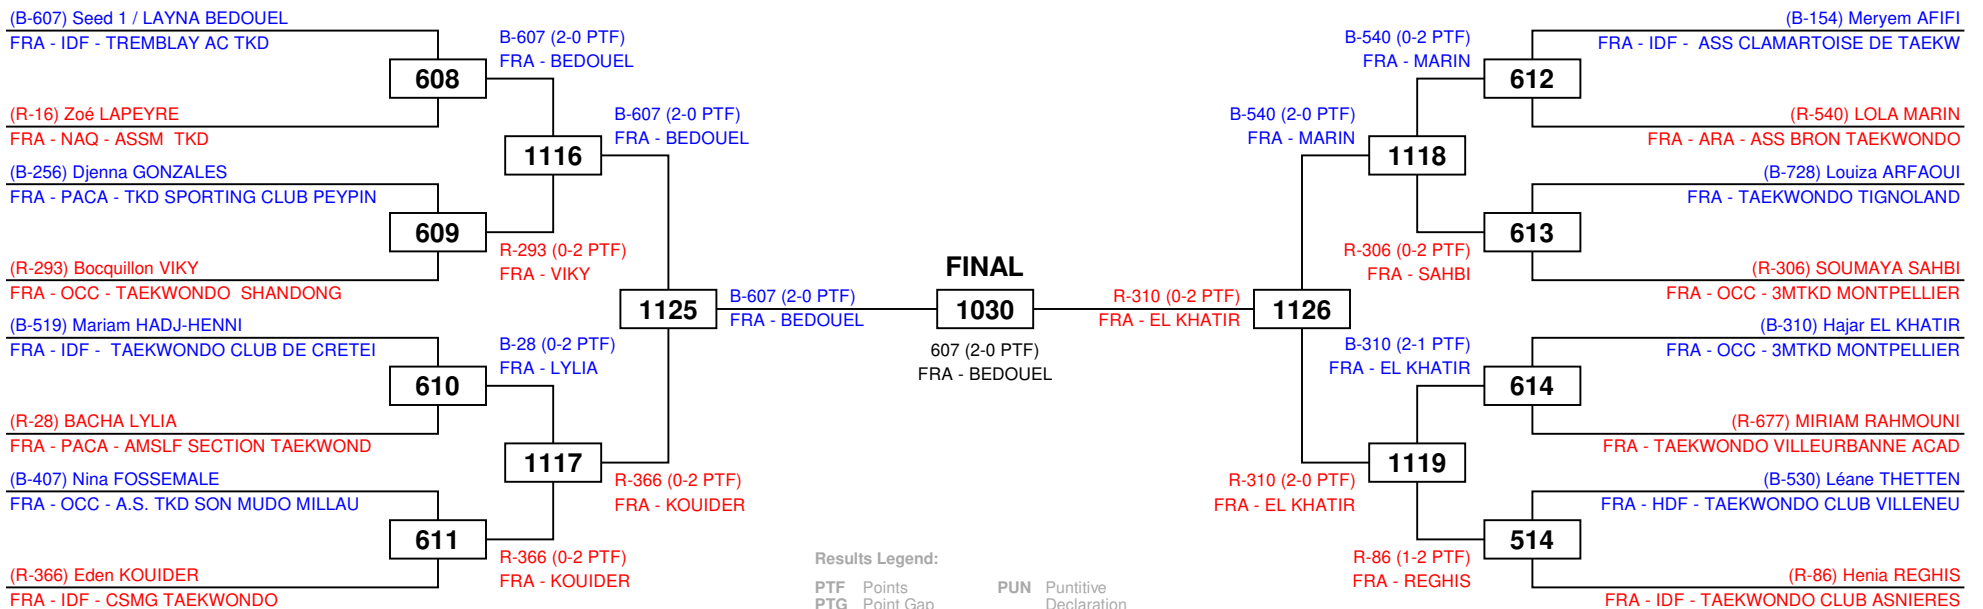 (B-607) Seed 1 / LAYNA BEDOUEL
FRA - IDF - TREMBLAY AC TKD
608
(R-16) Zoé LAPEYRE
FRA - NAQ - ASSM  TKD
(B-256) Djenna GONZALES
FRA - PACA - TKD SPORTING CLUB PEYPIN
609
(R-293) Bocquillon VIKY
FRA - OCC - TAEKWONDO  SHANDONG
(B-519) Mariam HADJ-HENNI
FRA - IDF -  TAEKWONDO CLUB DE CRETEI
610
(R-28) BACHA LYLIA
FRA - PACA - AMSLF SECTION TAEKWOND
(B-407) Nina FOSSEMALE
FRA - OCC - A.S. TKD SON MUDO MILLAU
611
(R-366) Eden KOUIDER
FRA - IDF - CSMG TAEKWONDO
B-607 (2-0 PTF)
FRA - BEDOUEL
1116
R-293 (0-2 PTF)
FRA - VIKY
B-28 (0-2 PTF)
FRA - LYLIA
1117
R-366 (0-2 PTF)
FRA - KOUIDER
B-607 (2-0 PTF)
FRA - BEDOUEL
1125
R-366 (0-2 PTF)
FRA - KOUIDER
B-607 (2-0 PTF)
FRA - BEDOUEL
FINAL
1030
607 (2-0 PTF)
FRA - BEDOUEL
R-310 (0-2 PTF)
FRA - EL KHATIR
B-540 (2-0 PTF)
FRA - MARIN
1126
R-310 (2-0 PTF)
FRA - EL KHATIR
B-540 (0-2 PTF)
FRA - MARIN
1118
R-306 (0-2 PTF)
FRA - SAHBI
B-310 (2-1 PTF)
FRA - EL KHATIR
1119
R-86 (1-2 PTF)
FRA - REGHIS
(B-154) Meryem AFIFI
FRA - IDF -  ASS CLAMARTOISE DE TAEKW
612
(R-540) LOLA MARIN
FRA - ARA - ASS BRON TAEKWONDO
(B-728) Louiza ARFAOUI
FRA - TAEKWONDO TIGNOLAND
613
(R-306) SOUMAYA SAHBI
FRA - OCC - 3MTKD MONTPELLIER
(B-310) Hajar EL KHATIR
FRA - OCC - 3MTKD MONTPELLIER
614
(R-677) MIRIAM RAHMOUNI
FRA - TAEKWONDO VILLEURBANNE ACAD
(B-530) Léane THETTEN
FRA - HDF - TAEKWONDO CLUB VILLENEU
514
(R-86) Henia REGHIS
FRA - IDF - TAEKWONDO CLUB ASNIERES
Results Legend:
PTF Points
PTG Point Gap
PUN Puntitive
Declaration